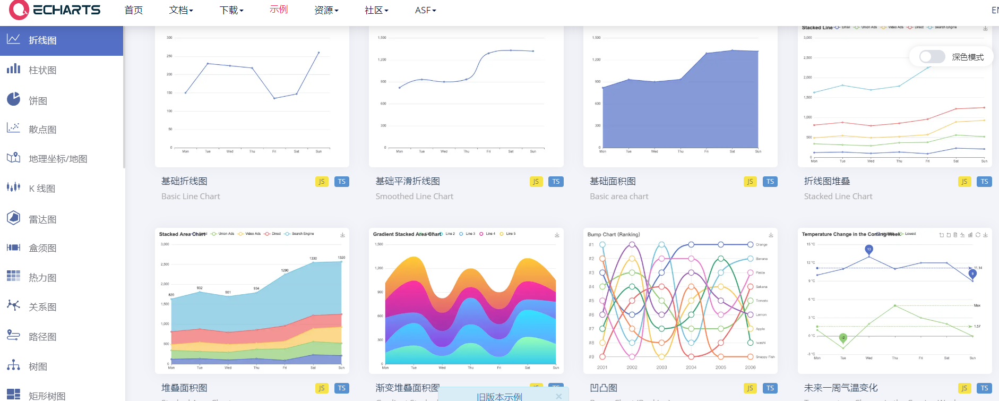 ECHARTS 首页 文档 下载 示例 资源 社区 ASF EN
折线图
柱状图
饼图
散点图
地理坐标/地图
K 线图
雷达图
盒须图
热力图
关系图
路径图
树图
矩形树图
深色模式
300
250
200
150
100
50
0
Mon Tue Wed Thu Fri Sat Sun
基础折线图 JS TS
Basic Line Chart
1,500
1,200
900
600
300
0
Mon Tue Wed Thu Fri Sat Sun
基础平滑折线图 JS TS
Smoothed Line Chart
1,500
1,200
900
600
300
0
Mon Tue Wed Thu Fri Sat Sun
基础面积图 JS TS
Basic area chart
Stacked Line Email Union Ads Video Ads Direct Search Engine
3,000
2,500
2,000
1,500
1,000
500
0
Mon Tue Wed Thu Fri Sat Sun
折线图堆叠 JS TS
Stacked Line Chart
Stacked Area Chart Union Ads Video Ads Direct Search Engine
3,000
2,500
2,000
1,500
1,000
500
0
820 932 901 934 1290 1330 1320
Mon Tue Wed Thu Fri Sat Sun
堆叠面积图 JS TS
Gradient Stacked Area Chart Line 2 Line 3 Line 4 Line 5
1,500
1,200
900
600
300
0
Mon Tue Wed Thu Fri Sat Sun
渐变堆叠面积图 JS TS
Bump Chart (Ranking)
#1 Orange
#2 Banana
#3 Pasta
#4 Sakana
#5 Tomato
#6 Lemon
#7 Apple
#8 Iwashi
#9 Snappy Fish
2001 2002 2003 2004 2005 2006
凹凸图 JS TS
Temperature Change in the Coming Week Lowest
15 °C
12 °C
9 °C
6 °C
3 °C
0 °C
-3 °C
13
11.14
9
Max
1.57
-2
Mon Tue Wed Thu Fri Sat Sun
未来一周气温变化 JS TS
旧版本示例